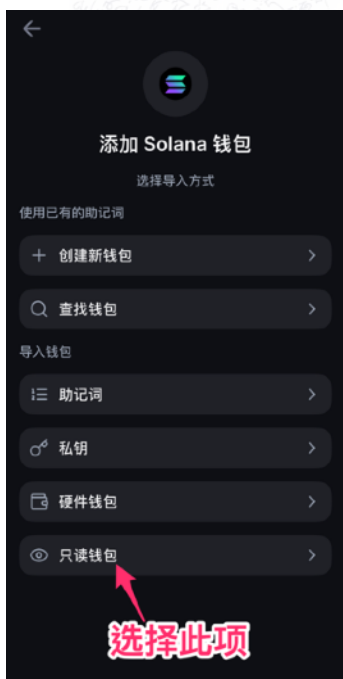 添加 Solana 钱包
选择导入方式
使用已有的助记词
创建新钱包
查找钱包
导入钱包
助记词
私钥
硬件钱包
只读钱包
选择此项